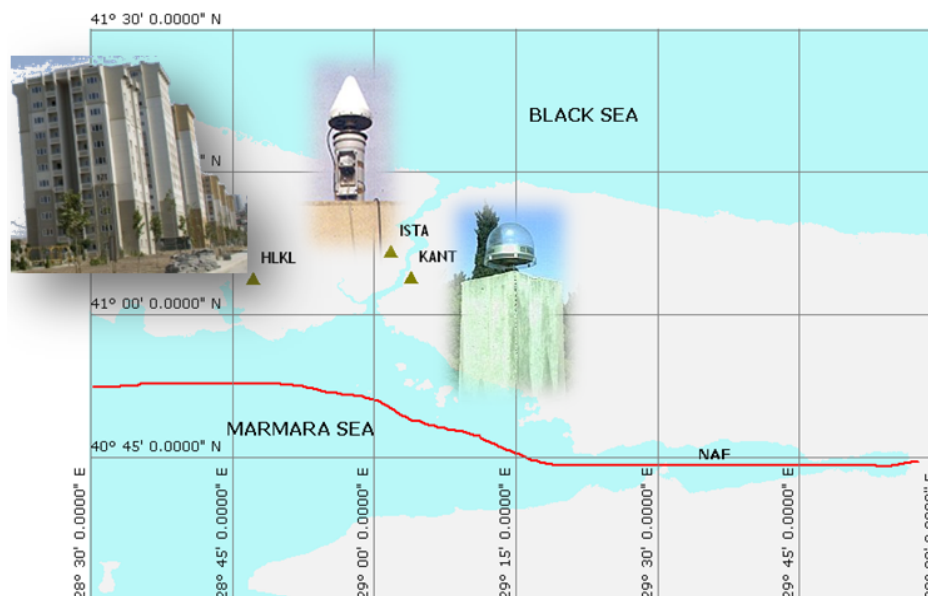 41° 30' 0.0000" N
BLACK SEA
" N
ISTA
HLKL
KANT
41° 00' 0.0000" N
MARMARA SEA
40° 45' 0.0000" N
NAF
28° 30' 0.0000" E
28° 45' 0.0000" E
29° 00' 0.0000" E
29° 15' 0.0000" E
29° 30' 0.0000" E
29° 45' 0.0000" E